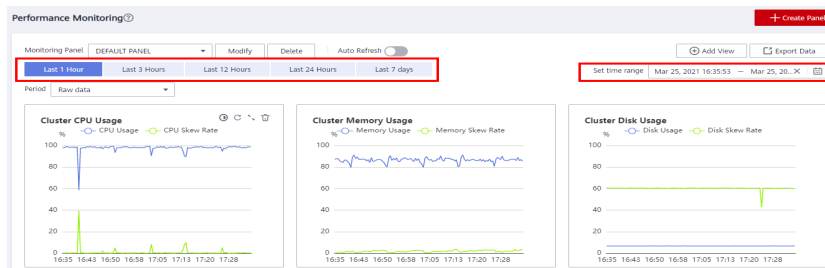 Performance Monitoring
+ Create Panel
Monitoring Panel DEFAULT PANEL Modify Delete Auto Refresh Add View Export Data
Last 1 Hour Last 3 Hours Last 12 Hours Last 24 Hours Last 7 days
Set time range Mar 25, 2021 16:35:53 — Mar 25, 20...
Period Raw data
Cluster CPU Usage
% CPU Usage CPU Skew Rate
100
80
60
40
20
0
16:35 16:43 16:50 16:58 17:05 17:13 17:20 17:28
Cluster Memory Usage
% Memory Usage Memory Skew Rate
100
80
60
40
20
0
16:35 16:43 16:50 16:58 17:05 17:13 17:20 17:28
Cluster Disk Usage
% Disk Usage Disk Skew Rate
100
80
60
40
20
0
16:35 16:43 16:50 16:58 17:05 17:13 17:20 17:28